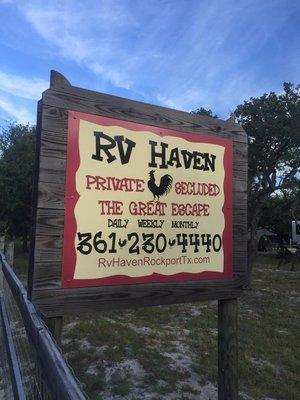 RV HAVEN
PRIVATE SECLUDED
THE GREAT ESCAPE
DAILY WEEKLY MONTHLY
361-230-4440
RVHAVENROCKPORTTX.COM